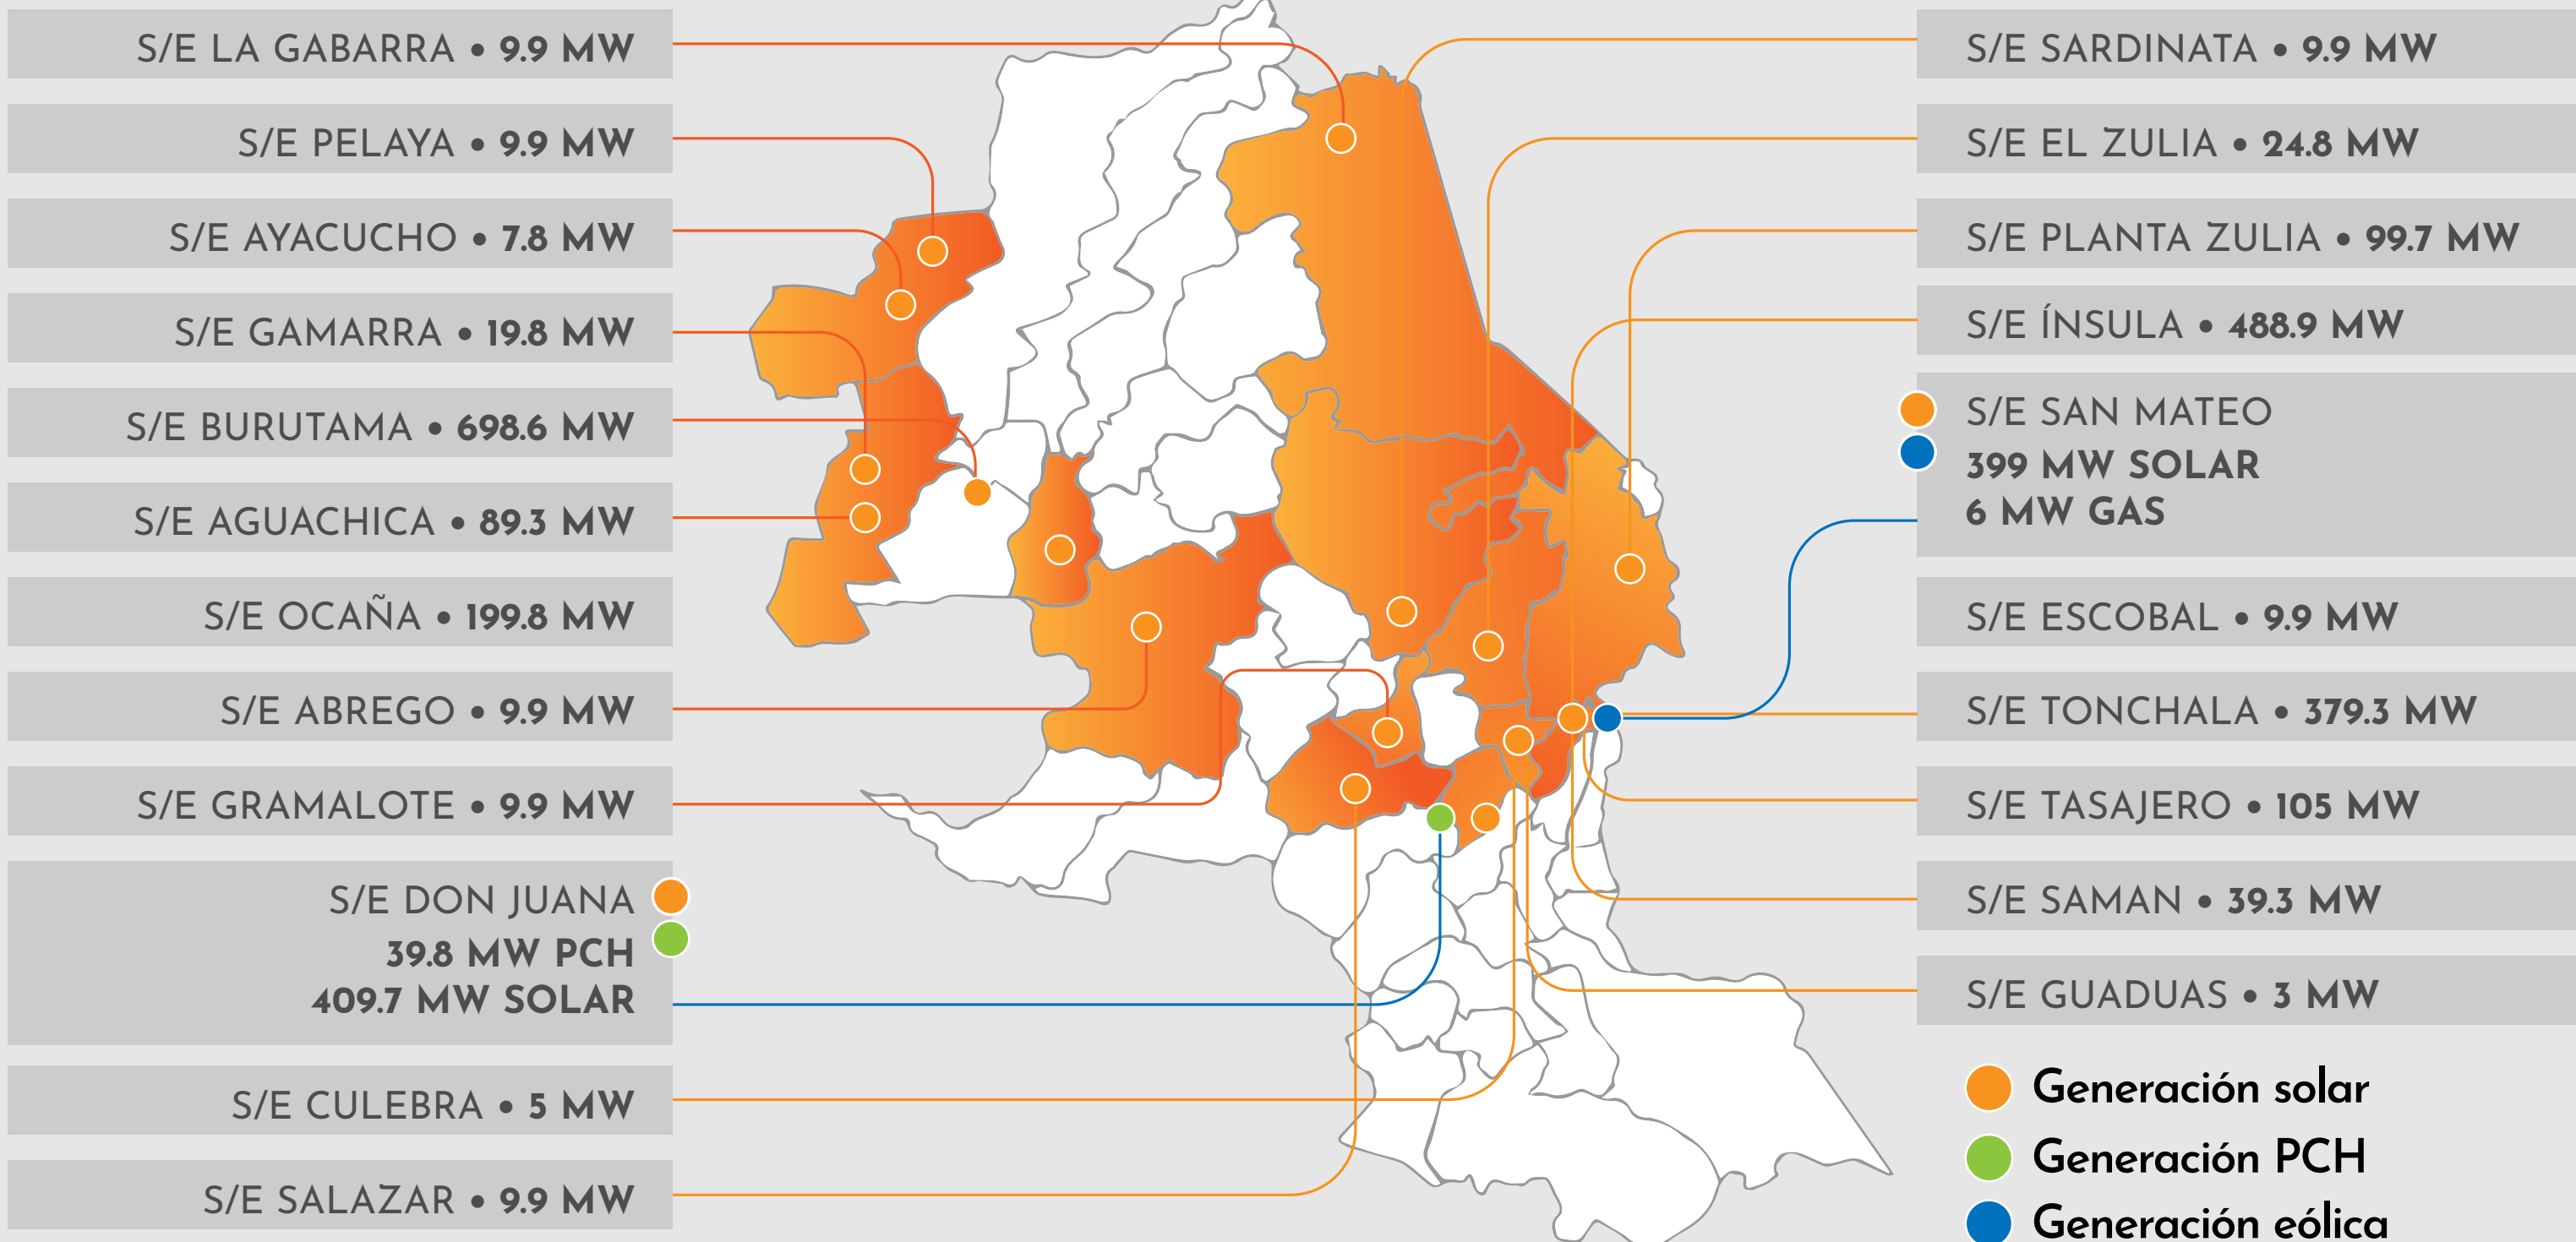 S/E LA GABARRA • 9.9 MW
S/E PELAYA • 9.9 MW
S/E AYACUCHO • 7.8 MW
S/E GAMARRA • 19.8 MW
S/E BURUTAMA • 698.6 MW
S/E AGUACHICA • 89.3 MW
S/E OCAÑA • 199.8 MW
S/E ABREGO • 9.9 MW
S/E GRAMALOTE • 9.9 MW
S/E DON JUANA
39.8 MW PCH
409.7 MW SOLAR
S/E CULEBRA • 5 MW
S/E SALAZAR • 9.9 MW
S/E SARDINATA • 9.9 MW
S/E EL ZULIA • 24.8 MW
S/E PLANTA ZULIA • 99.7 MW
S/E ÍNSULA • 488.9 MW
S/E SAN MATEO
399 MW SOLAR
6 MW GAS
S/E ESCOBAL • 9.9 MW
S/E TONCHALA • 379.3 MW
S/E TASAJERO • 105 MW
S/E SAMAN • 39.3 MW
S/E GUADUAS • 3 MW
Generación solar
Generación PCH
Generación eólica